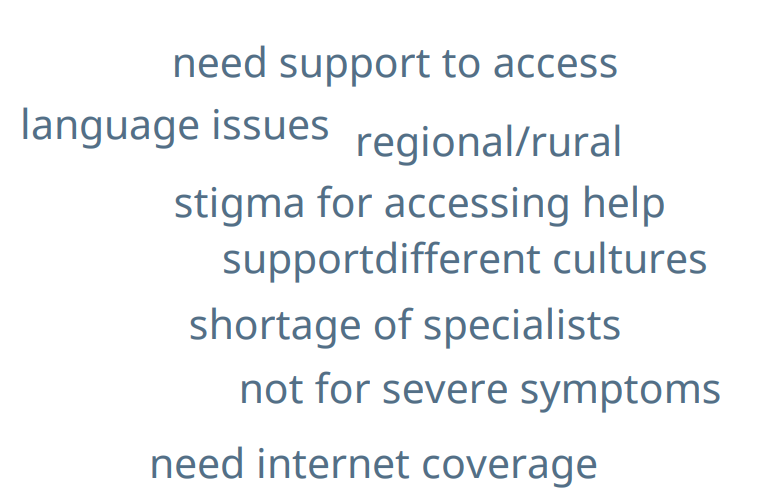 need support to access
language issues
regional/rural
stigma for accessing help
supportdifferent cultures
shortage of specialists
not for severe symptoms
need internet coverage